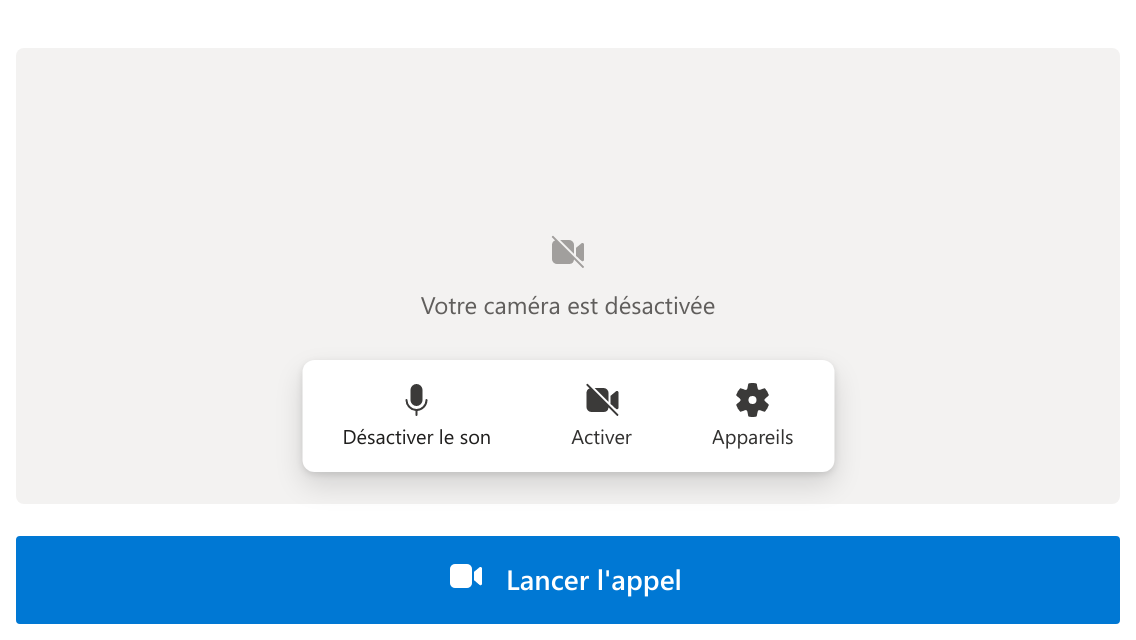 Votre caméra est désactivée
Désactiver le son
Activer
Appareils
Lancer l'appel